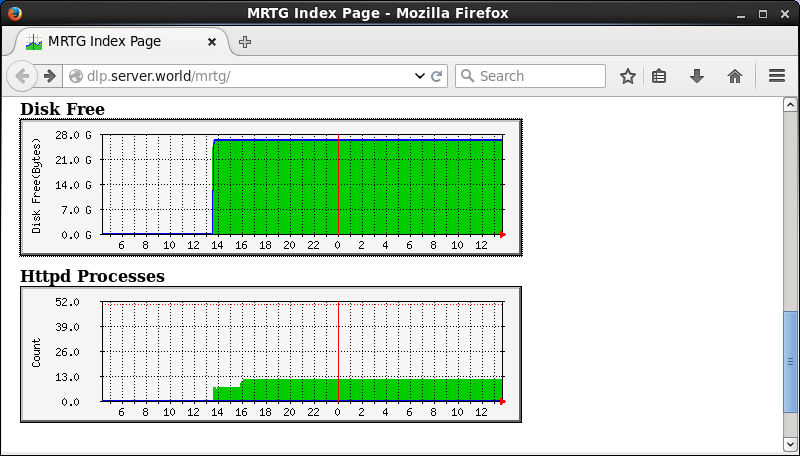 MRTG Index Page - Mozilla Firefox
MRTG Index Page
dlp.server.world/mrtg/
Search
Disk Free
Disk Free(Bytes)
28.0 G
21.0 G
14.0 G
7.0 G
0.0 G
6 8 10 12 14 16 18 20 22 0 2 4 6 8 10 12
Httpd Processes
Count
52.0
39.0
26.0
13.0
0.0
6 8 10 12 14 16 18 20 22 0 2 4 6 8 10 12